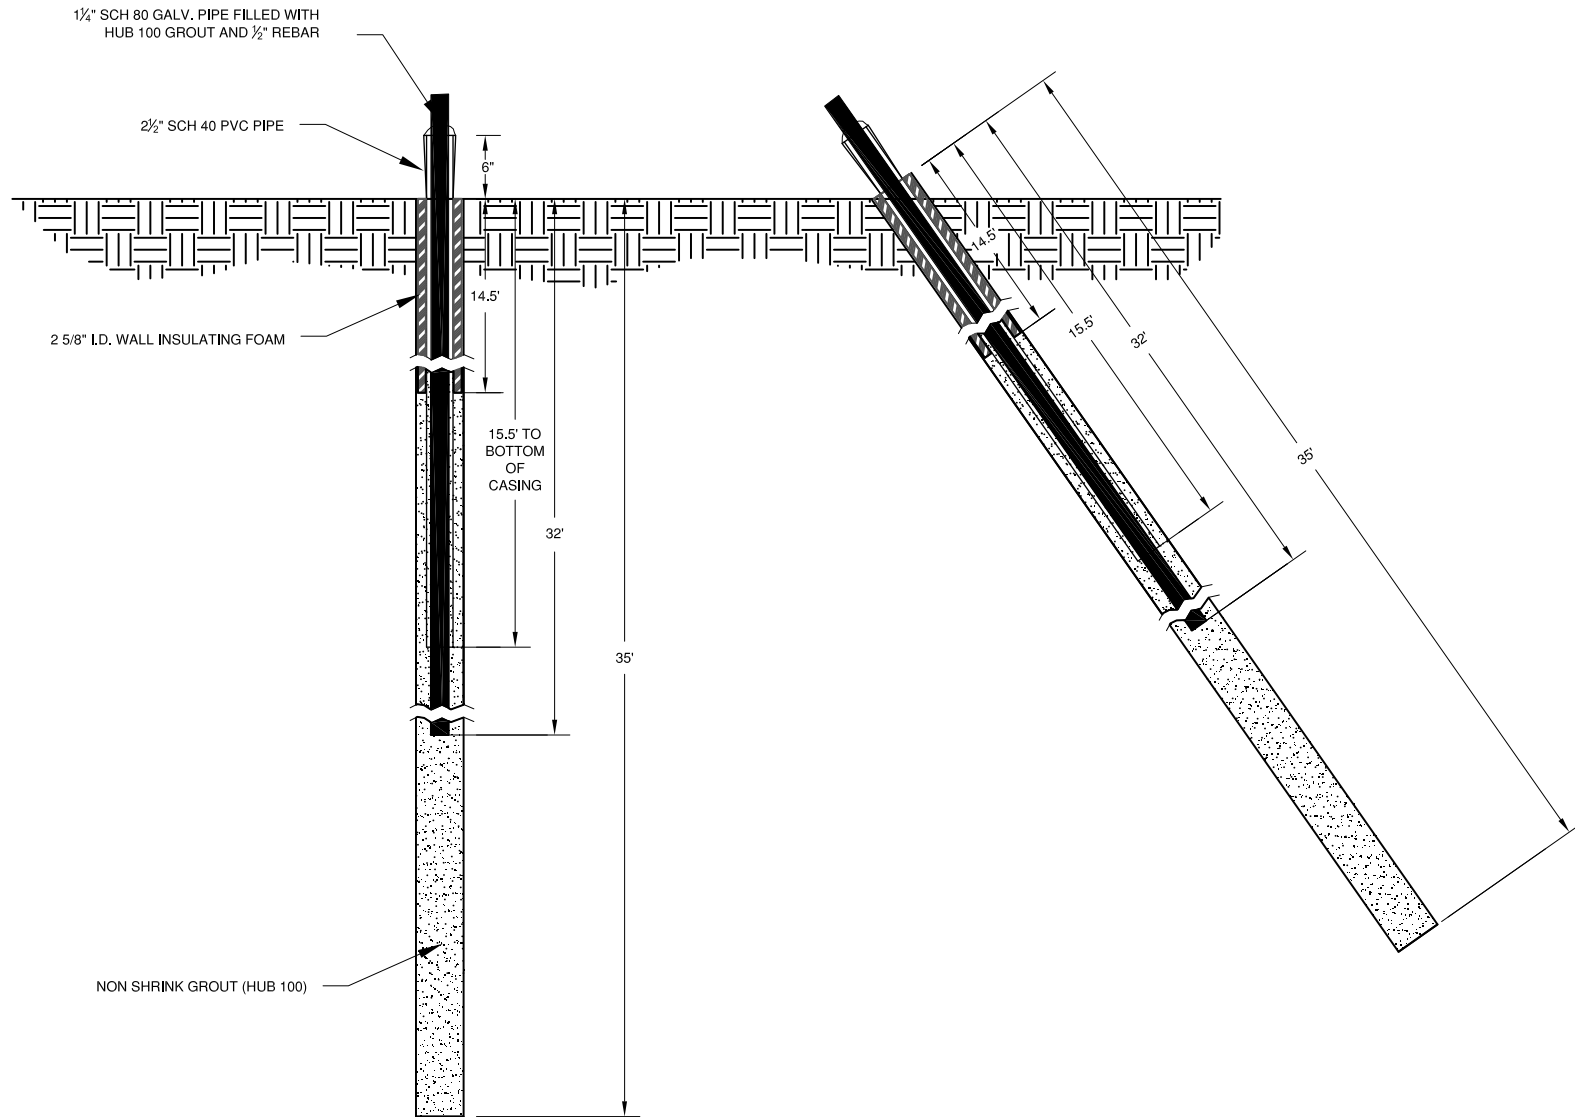 1¼" SCH 80 GALV. PIPE FILLED WITH
HUB 100 GROUT AND ½" REBAR
2½" SCH 40 PVC PIPE
6"
14.5'
2 5/8" I.D. WALL INSULATING FOAM
15.5' TO
BOTTOM
OF
CASING
32'
35'
NON SHRINK GROUT (HUB 100)
14.5'
15.5'
32'
35'